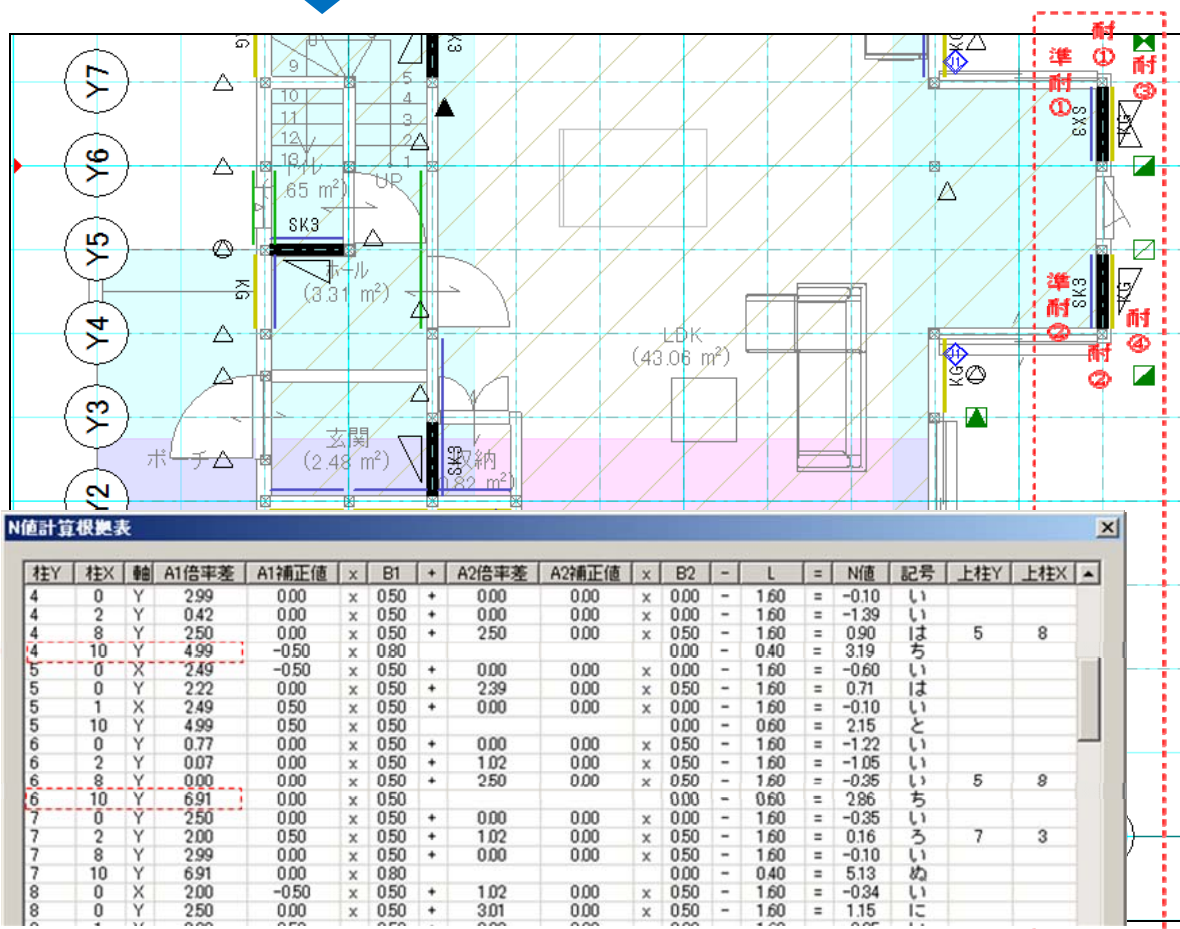 Y7
Y6
Y5
Y4
Y3
Y2
KG
SK3
9
10
11
12
13
5
4
3
2
1
トイレ
65 m²)
UP
SK3
ホール
(3.31 m²)
KG
LDK
(43.06 m²)
玄関
(2.48 m²)
ポーチ
収納
0.82 m²)
SK3
KG
KG
SK3
KG
SK3
KG
準耐①
耐①
耐③
準耐②
耐②
耐④
N値計算根拠表
柱Y 柱X 軸 A1倍率差 A1補正値 x B1 + A2倍率差 A2補正値 x B2 - L = N値 記号 上柱Y 上柱X
4 0 Y 2.99 0.00 x 0.50 + 0.00 0.00 x 0.00 - 1.60 = -0.10 い
4 2 Y 0.42 0.00 x 0.50 + 0.00 0.00 x 0.00 - 1.60 = -1.39 い
4 8 Y 2.50 0.00 x 0.50 + 2.50 0.00 x 0.50 - 1.60 = 0.90 は 5 8
4 10 Y 4.99 -0.50 x 0.80 0.00 - 0.40 = 3.19 ち
5 0 X 2.49 -0.50 x 0.50 + 0.00 0.00 x 0.00 - 1.60 = -0.60 い
5 0 Y 2.22 0.00 x 0.50 + 2.39 0.00 x 0.50 - 1.60 = 0.71 は
5 1 X 2.49 0.50 x 0.50 + 0.00 0.00 x 0.00 - 1.60 = -0.10 い
5 10 Y 4.99 0.50 x 0.50 0.00 - 0.60 = 2.15 と
6 0 Y 0.77 0.00 x 0.50 + 0.00 0.00 x 0.50 - 1.60 = -1.22 い
6 2 Y 0.07 0.00 x 0.50 + 1.02 0.00 x 0.50 - 1.60 = -1.05 い
6 8 Y 0.00 0.00 x 0.50 + 2.50 0.00 x 0.50 - 1.60 = -0.35 い 5 9
6 10 Y 6.91 0.00 x 0.50 0.00 - 0.60 = 2.86 ち
7 0 Y 2.50 0.00 x 0.50 + 0.00 0.00 x 0.00 - 1.60 = -0.35 い
7 2 Y 2.00 0.50 x 0.50 + 1.02 0.00 x 0.50 - 1.60 = 0.16 ろ 7 3
7 8 Y 2.99 0.00 x 0.50 + 0.00 0.00 x 0.50 - 1.60 = -0.10 い
7 10 Y 6.91 0.00 x 0.80 0.00 - 0.40 = 5.13 ぬ
8 0 X 2.00 -0.50 x 0.50 + 1.02 0.00 x 0.50 - 1.60 = -0.34 い
8 0 Y 2.50 0.00 x 0.50 + 3.01 0.00 x 0.50 - 1.60 = 1.15 に